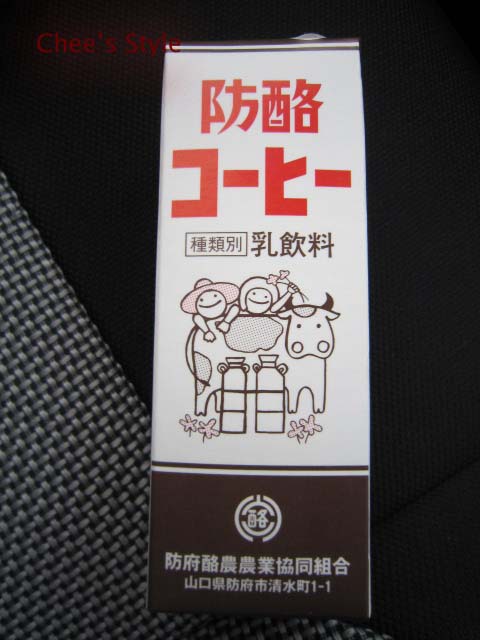 Chee's Style
防酪
コーヒー
種類別 乳飲料
酪
防府酪農農業協同組合
山口県防府市清水町1-1